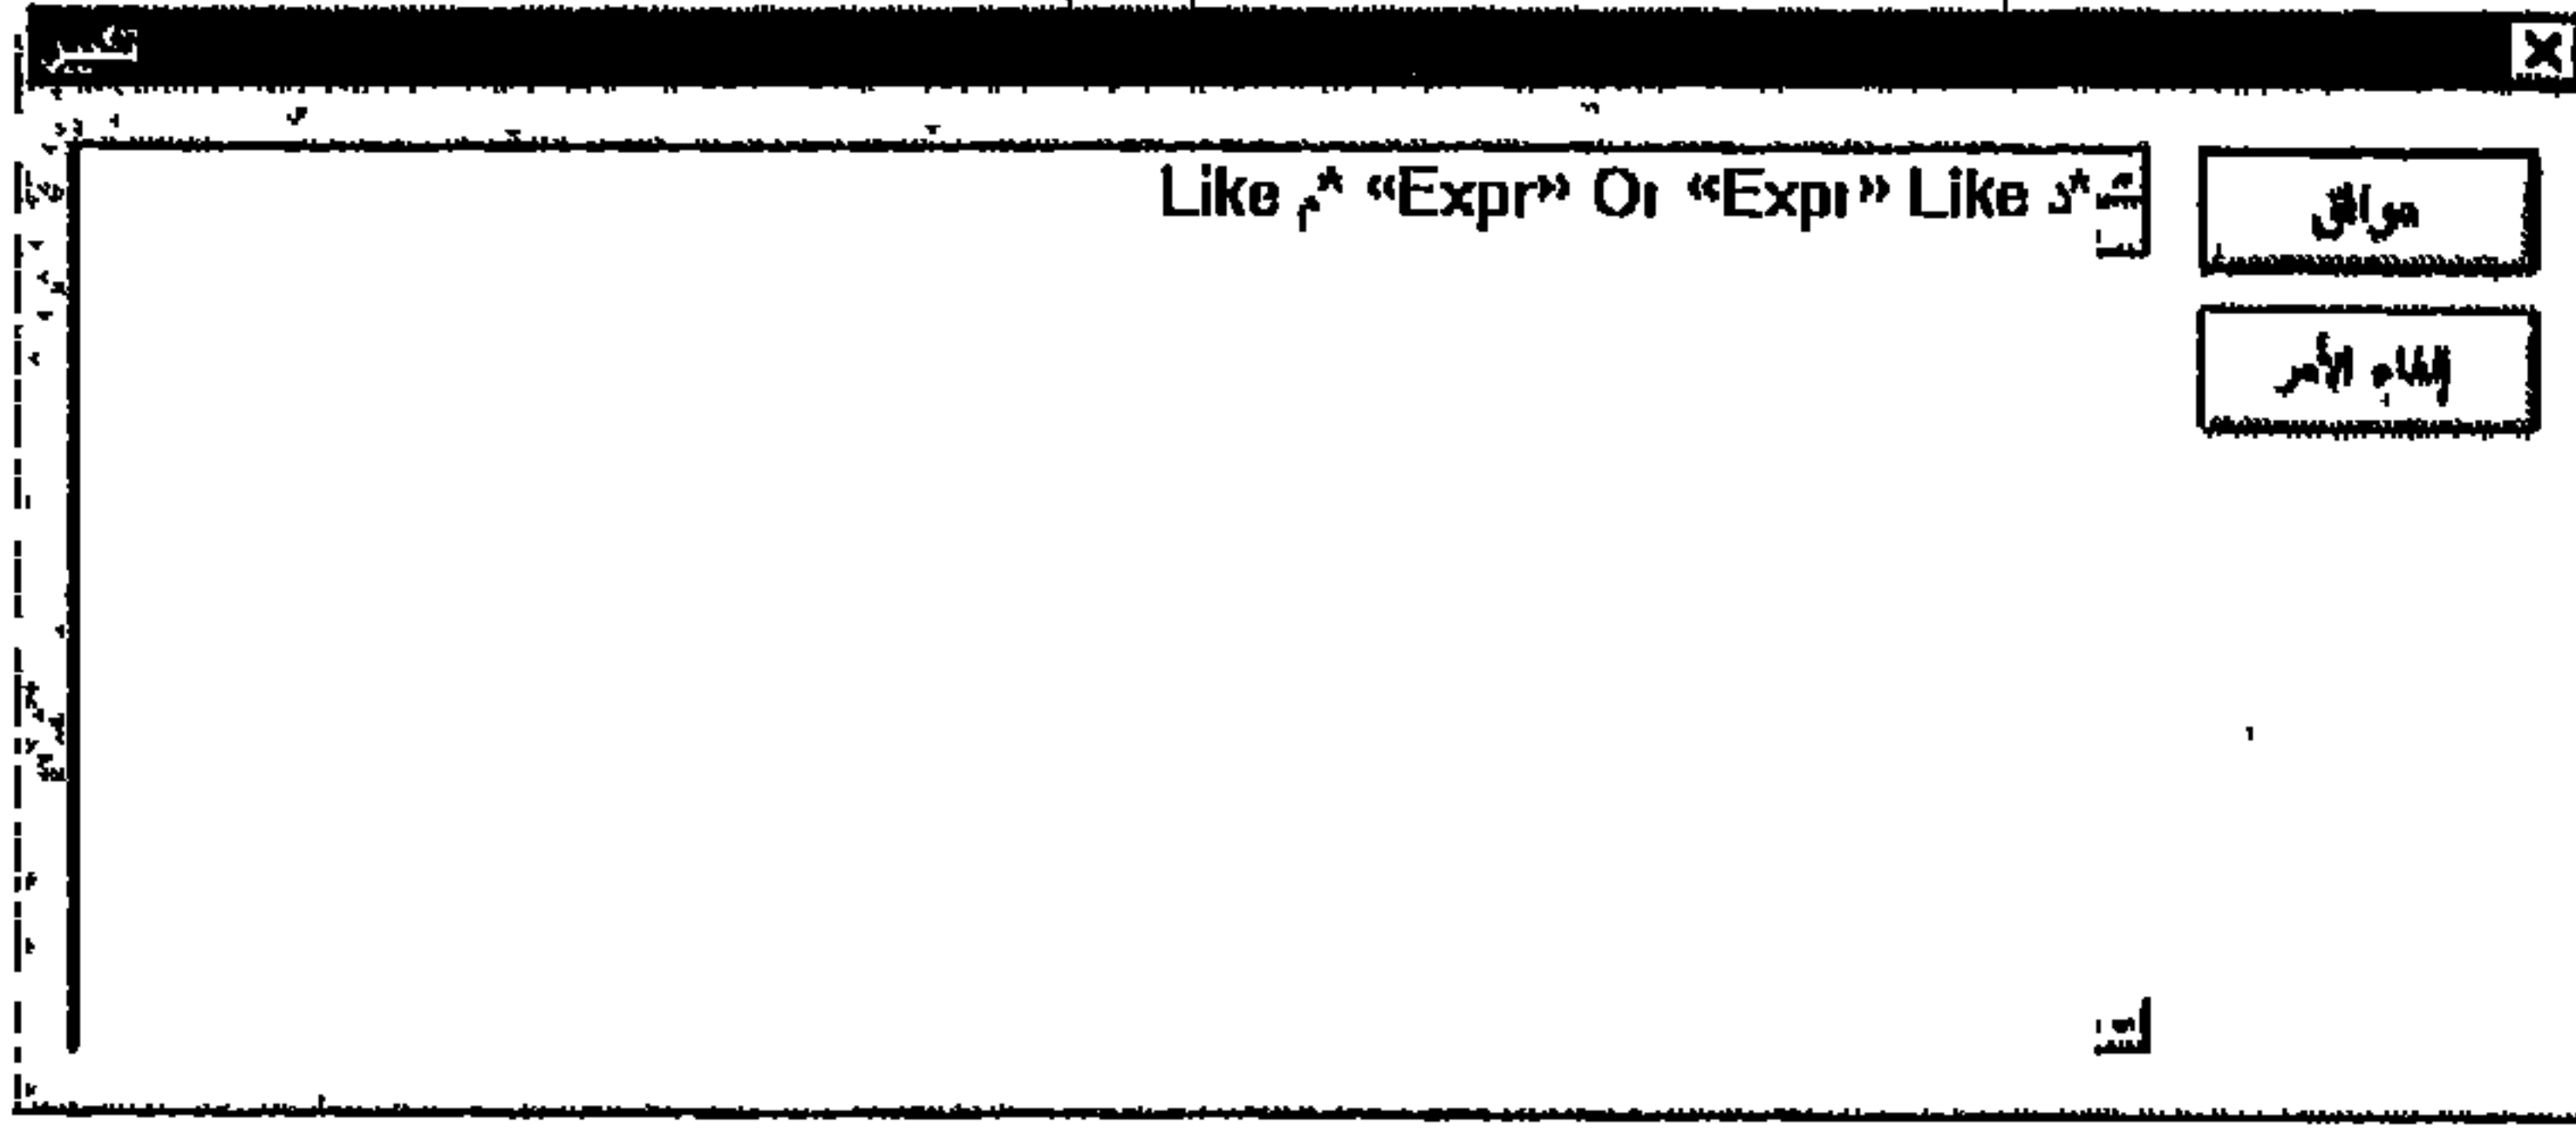 تكبير
Like م* «Expr» Or «Expr» Like د*
موافق
إلغاء الأمر